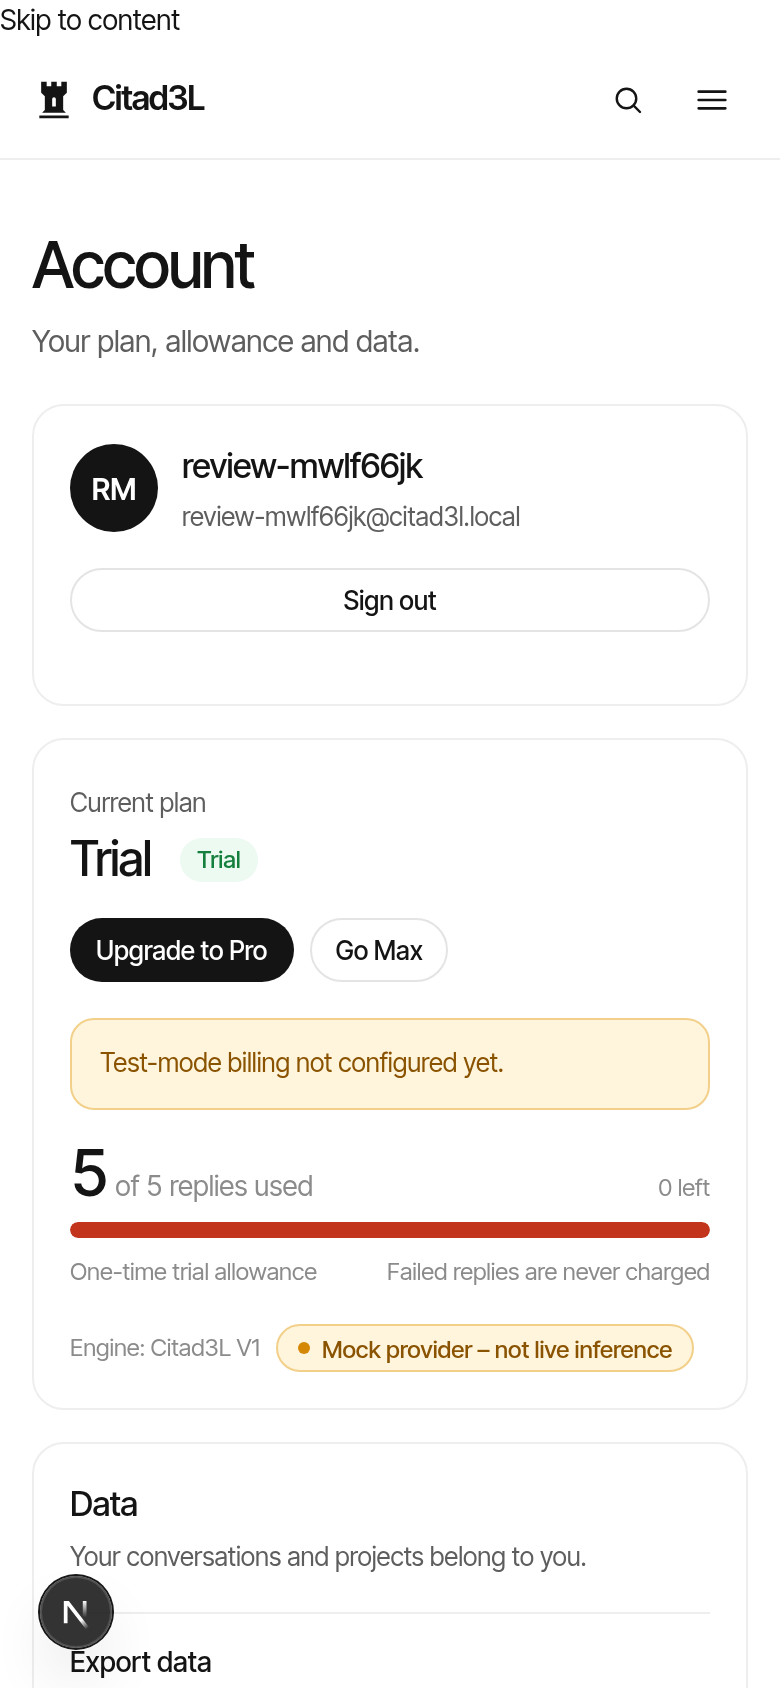 Skip to content
Citad3L
Account
Your plan, allowance and data.
RM
review-mwlf66jk
review-mwlf66jk@citad3l.local
Sign out
Current plan
Trial Trial
Upgrade to Pro Go Max
Test-mode billing not configured yet.
5 of 5 replies used 0 left
One-time trial allowance Failed replies are never charged
Engine: Citad3L V1 Mock provider – not live inference
Data
Your conversations and projects belong to you.
N
Export data